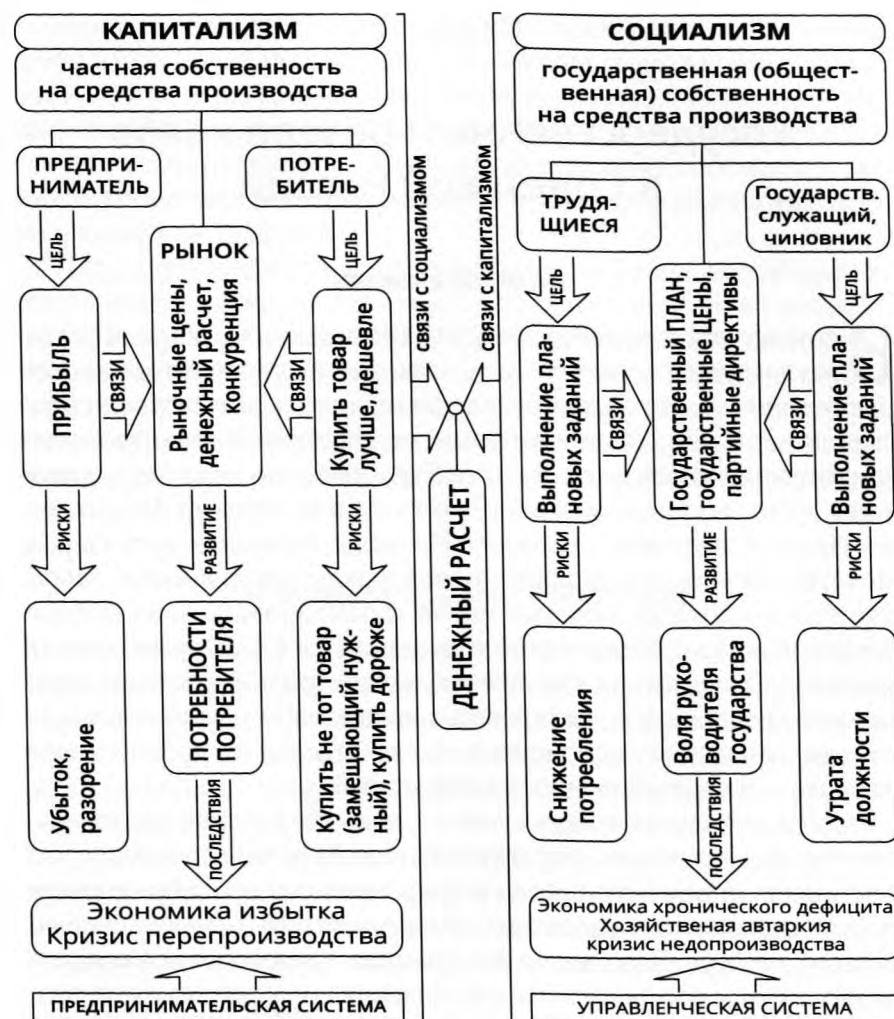 КАПИТАЛИЗМ
частная собственность
на средства производства
ПРЕДПРИ-
НИМАТЕЛЬ
ПОТРЕ-
БИТЕЛЬ
ЦЕЛЬ
РЫНОК
ЦЕЛЬ
ПРИБЫЛЬ
СВЯЗИ
Рыночные цены,
денежный расчет,
конкуренция
СВЯЗИ
Купить товар
луше, дешевле
РИСКИ
РАЗВИТИЕ
РИСКИ
Убыток,
разорение
ПОТРЕБНОСТИ
ПОТРЕБИТЕЛЯ
Купить не тот товар
(замещающий нуж-
ный), купить дороже
ПОСЛЕДСТВИЯ
Экономика избытка
Кризис перепроизводства
ПРЕДПРИНИМАТЕЛЬСКАЯ СИСТЕМА
СВЯЗИ С СОЦИАЛИЗМОМ
СВЯЗИ С КАПИТАЛИЗМОМ
ДЕНЕЖНЫЙ РАСЧЕТ
СОЦИАЛИЗМ
государственная (общест-
венная) собственность
на средства производства
ТРУДЯ-
ЩИЕСЯ
Государств.
служащий,
чиновник
ЦЕЛЬ
ЦЕЛЬ
Выполнения пла-
новых заданий
СВЯЗИ
Государственный ПЛАН,
государственные ЦЕНЫ,
партийные директивы
СВЯЗИ
Выполнения пла-
новых заданий
РИСКИ
РАЗВИТИЕ
РИСКИ
Снижение
потребления
Воля руко-
водителя
государства
Утрата
должности
ПОСЛЕДСТВИЯ
Экономика хронического дефицита
Хозяйственая автаркия
кризис недопроизводства
УПРАВЛЕНЧЕСКАЯ СИСТЕМА